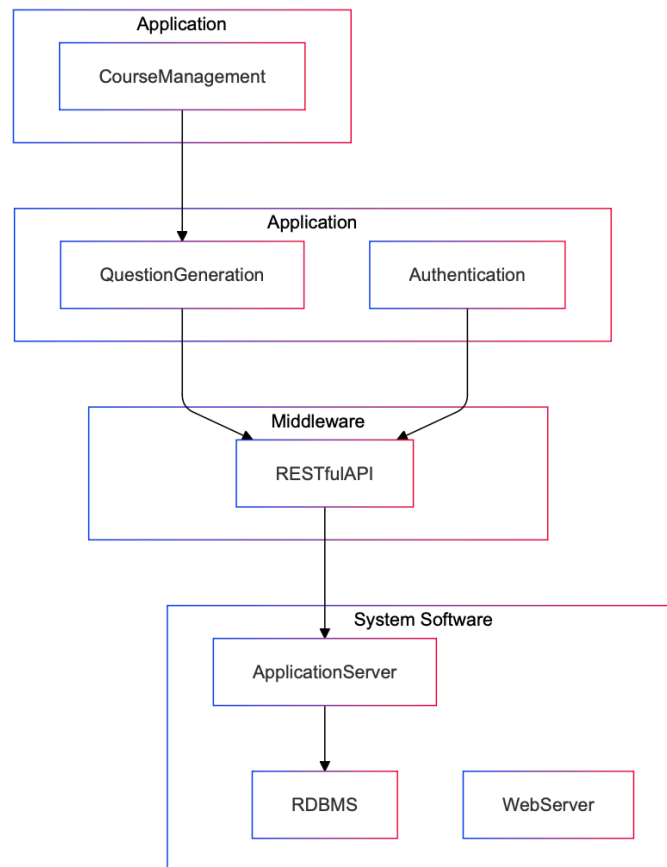 Application
CourseManagement
Application
QuestionGeneration
Authentication
Middleware
RESTfulAPI
System Software
ApplicationServer
RDBMS
WebServer